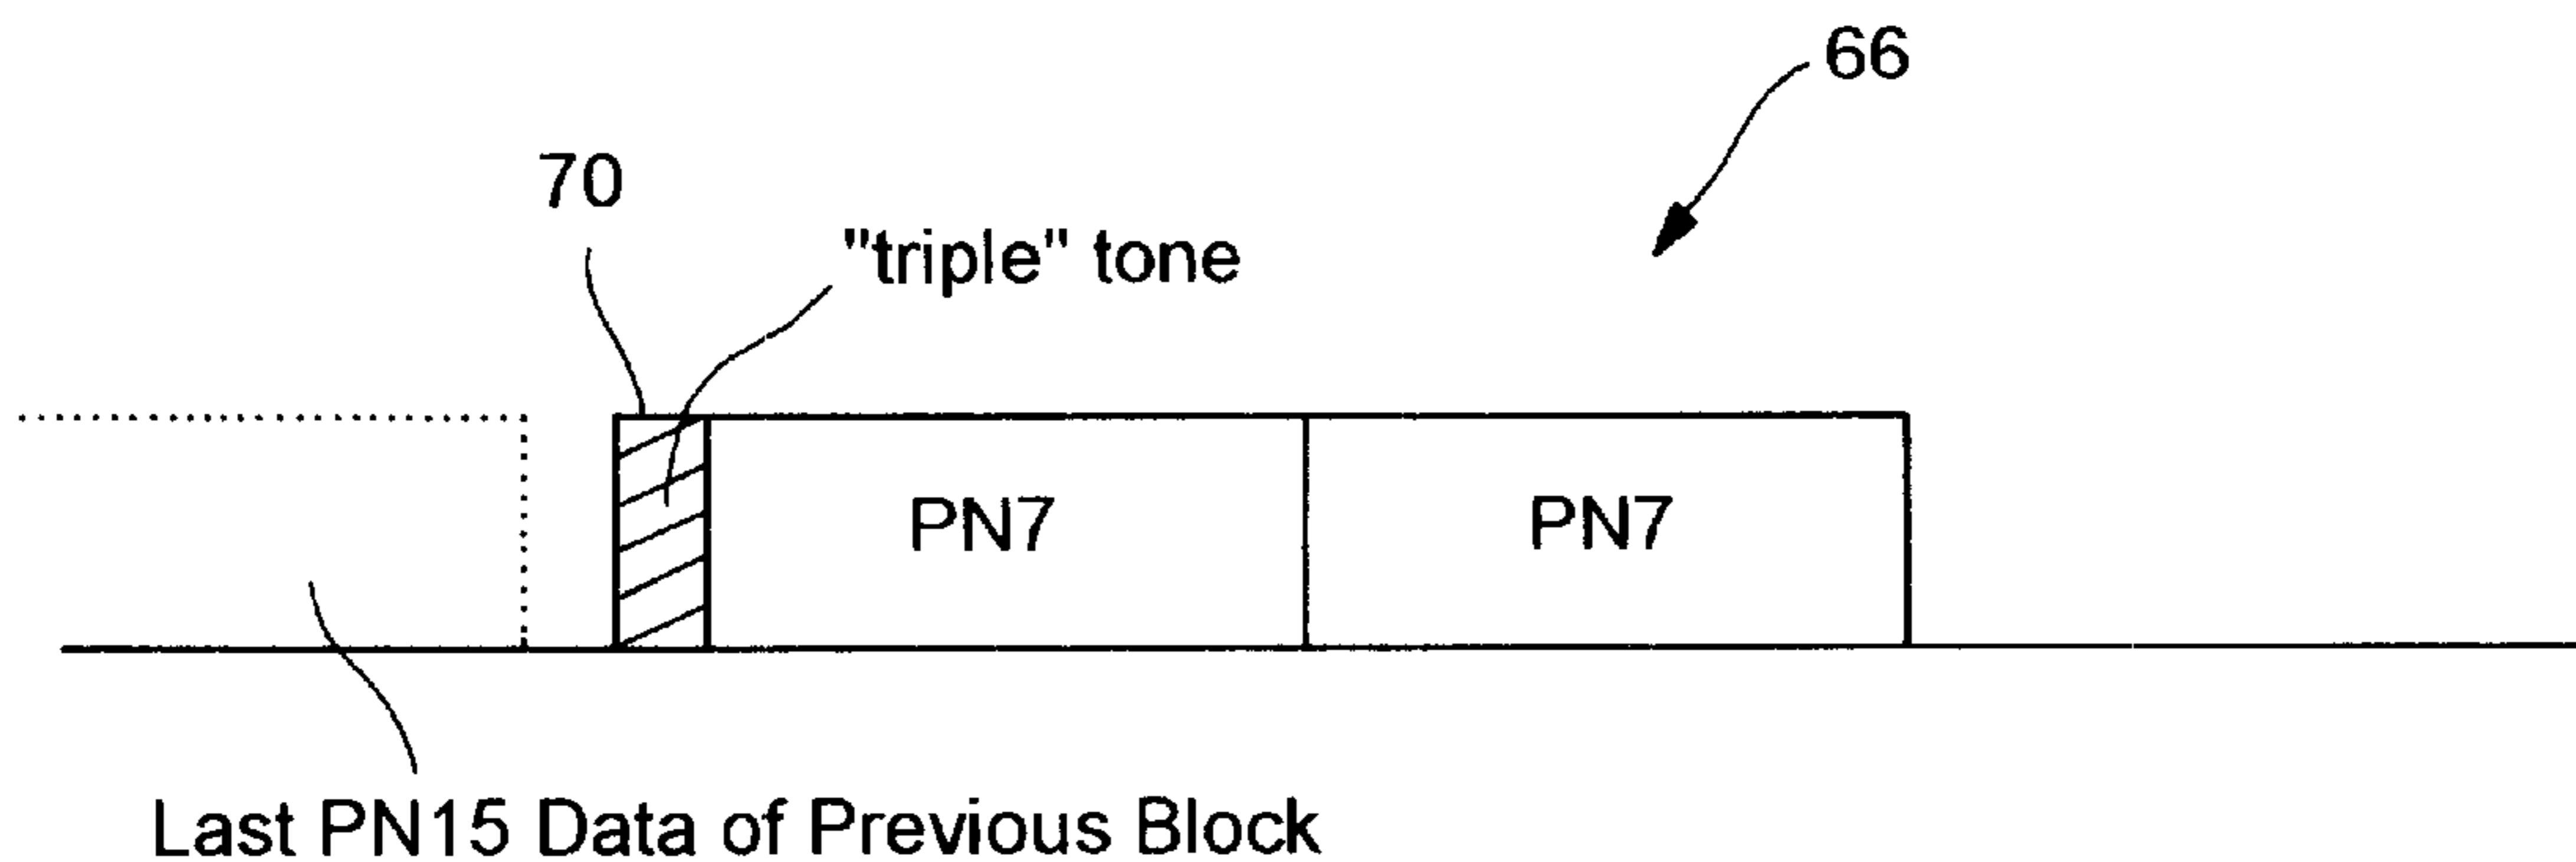 66
70
"triple" tone
PN7 PN7
Last PN15 Data of Previous Block